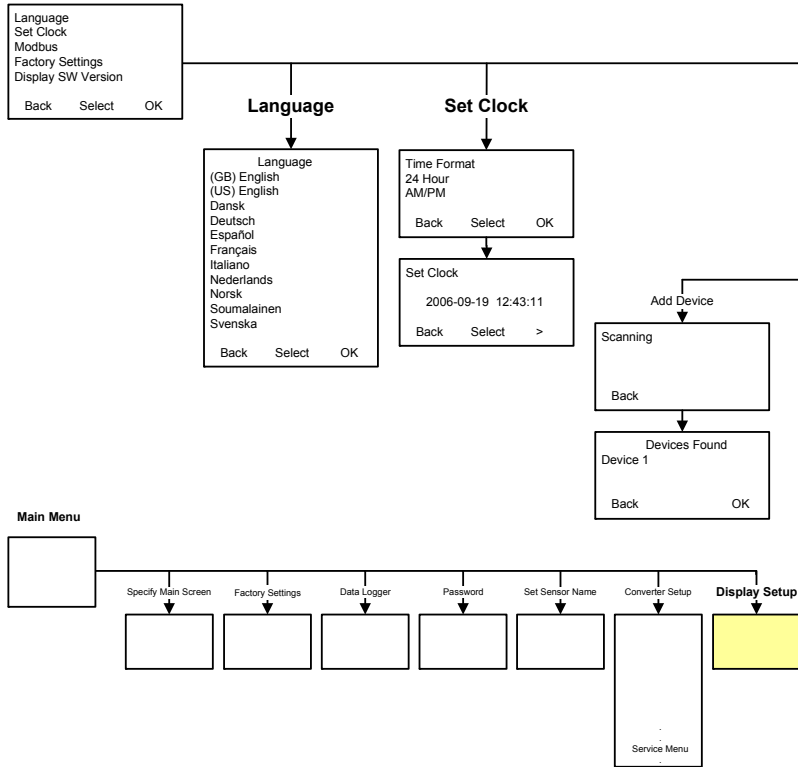 Language
Set Clock
Modbus
Factory Settings
Display SW Version
Back Select OK
Language
Language
(GB) English
(US) English
Dansk
Deutsch
Español
Français
Italiano
Nederlands
Norsk
Soumalainen
Svenska
Back Select OK
Set Clock
Time Format
24 Hour
AM/PM
Back Select OK
Set Clock
2006-09-19 12:43:11
Back Select >
Add Device
Scanning
Back
Devices Found
Device 1
Back OK
Main Menu
Specify Main Screen Factory Settings Data Logger Password Set Sensor Name Converter Setup Display Setup
.
.
Service Menu
.